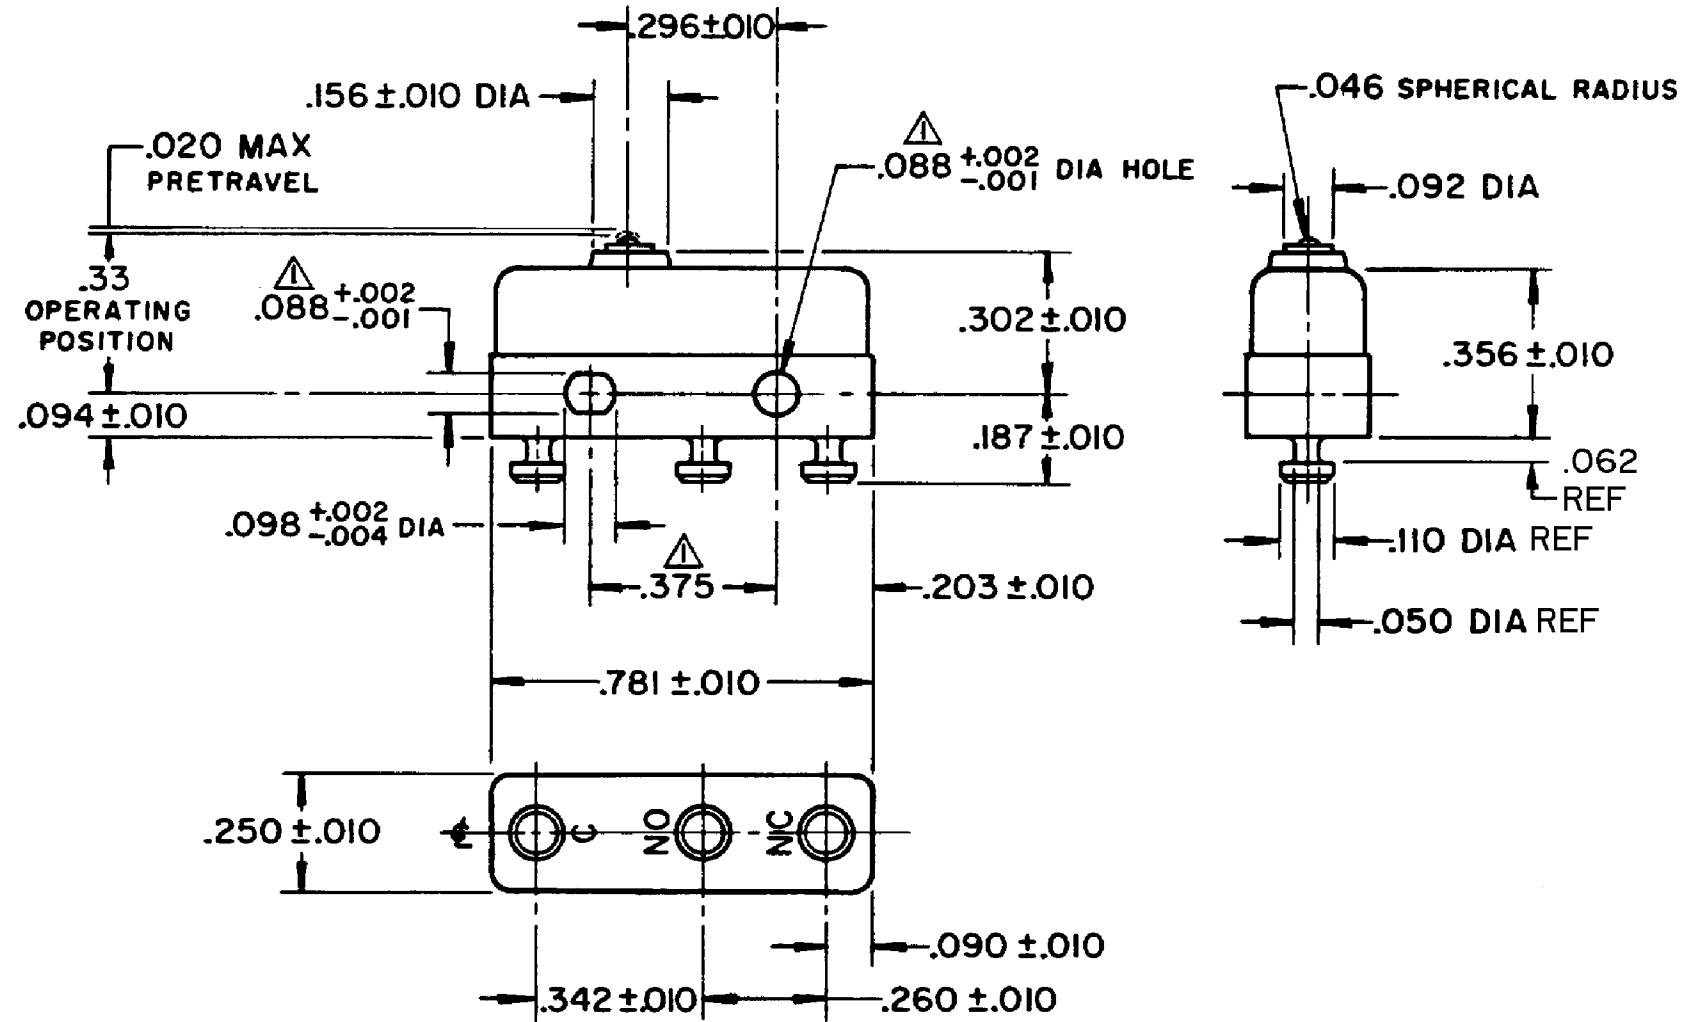 .296±.010
.156±.010 DIA
.046 SPHERICAL RADIUS
.020 MAX
PRETRAVEL
1
.088 +.002 -.001 DIA HOLE
.092 DIA
.33
OPERATING
POSITION
1
.088 +.002 -.001
.302±.010
.356±.010
.094±.010
.187±.010
.062
REF
.098 +.002 -.004 DIA
.110 DIA REF
1
.375
.203±.010
.050 DIA REF
.781±.010
.250±.010
C
NO
NC
.090±.010
.342±.010
.260±.010